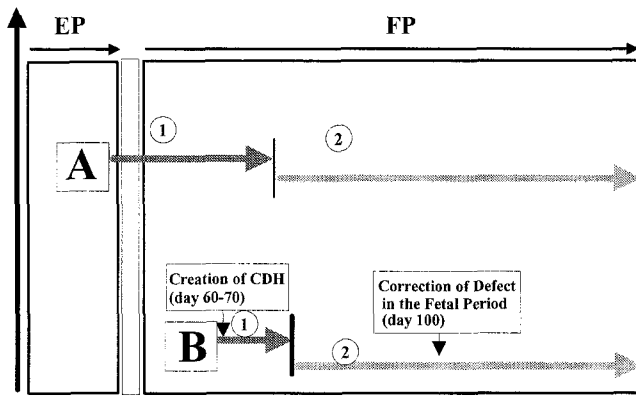 EP
FP
1
2
A
Creation of CDH
(day 60-70)
Correction of Defect
in the Fetal Period
(day 100)
1
B
2